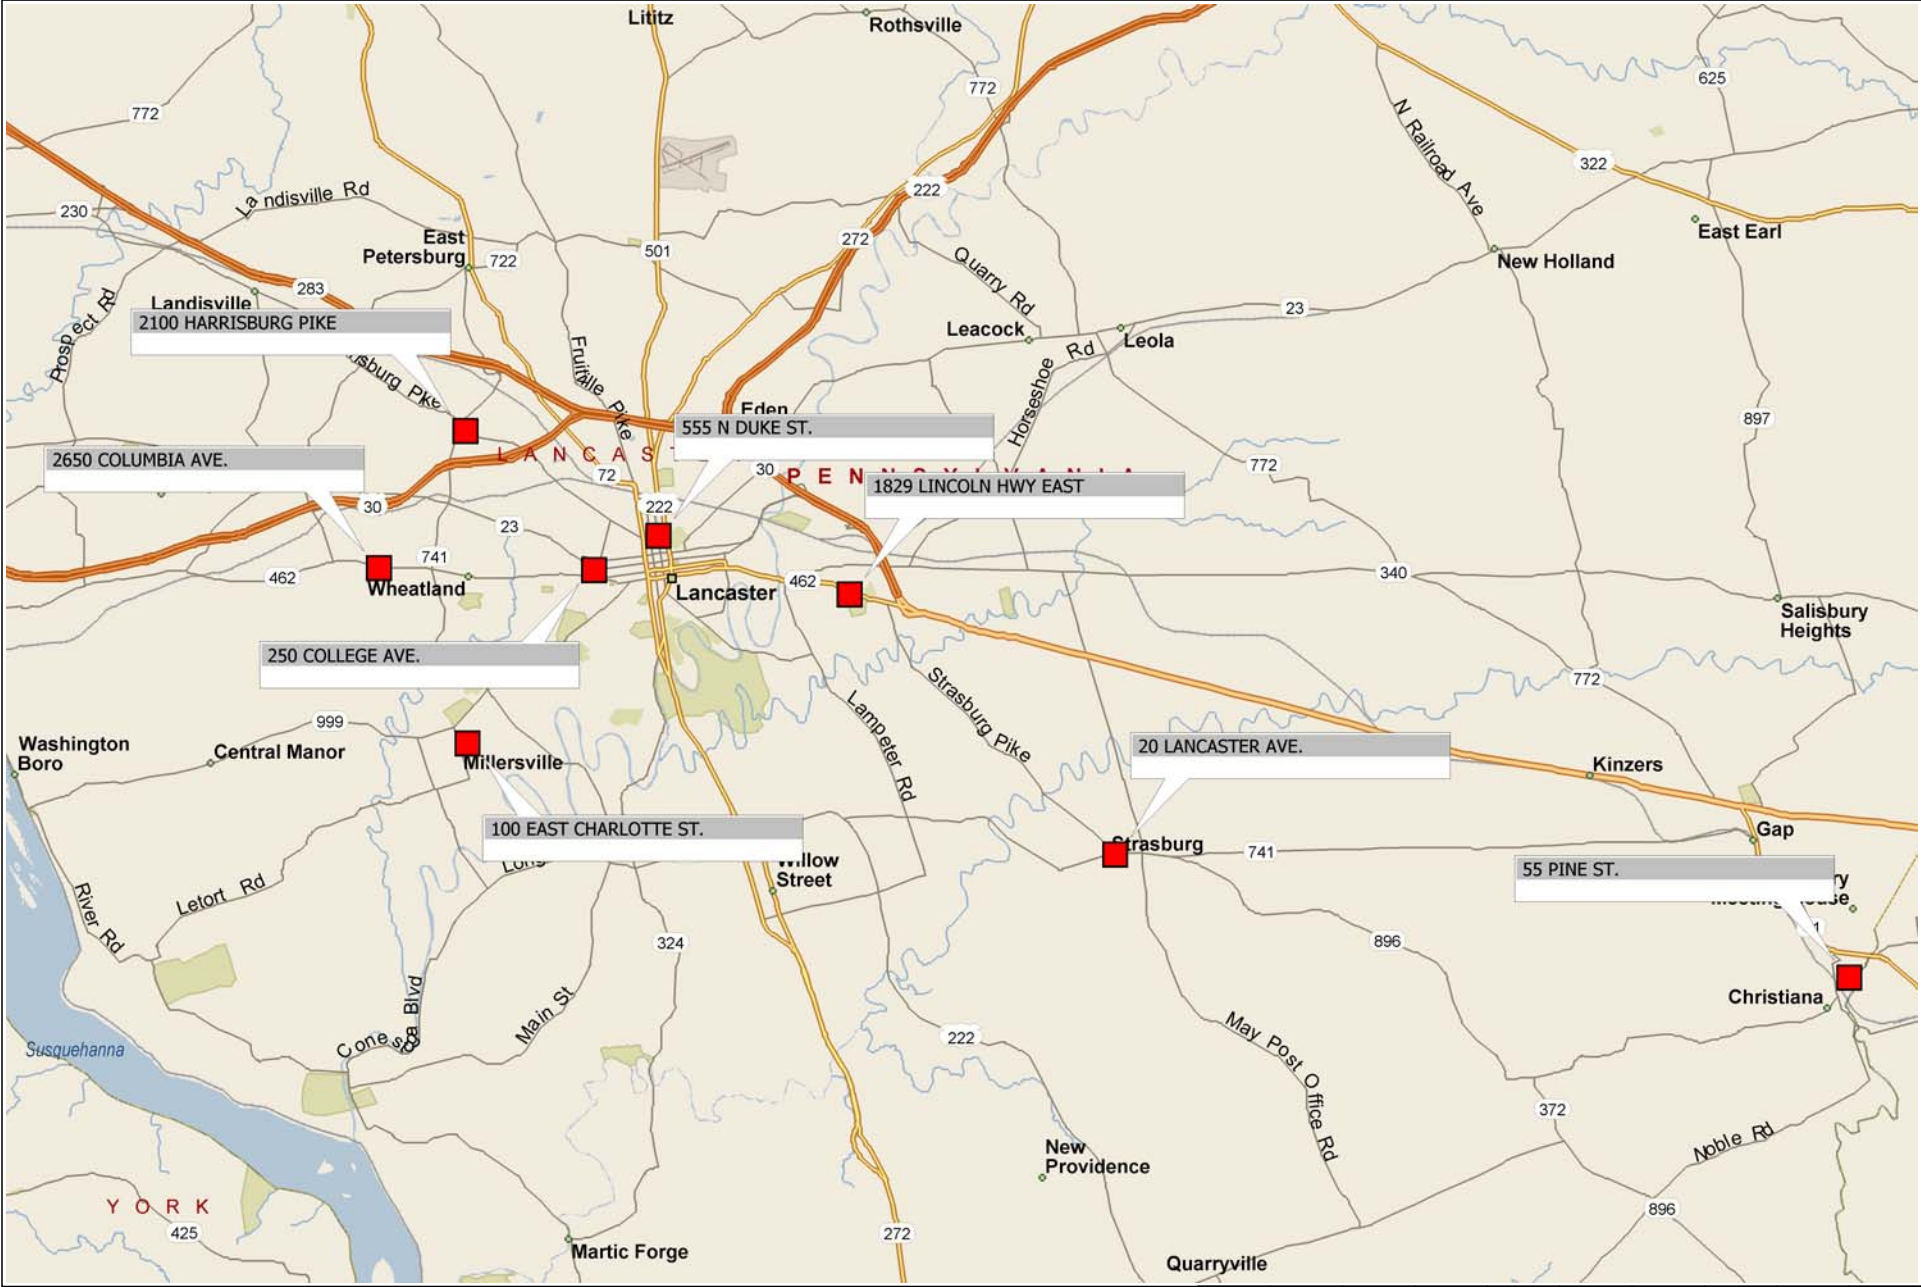 Lititz
Rothsville
772
625
772
N Railroad Ave
322
Landisville Rd
222
230
East Earl
East
Petersburg
272
501
722
Quarry Rd
New Holland
283
Landisville
23
2100 HARRISBURG PIKE
Prospect Rd
Leacock
Leola
Fruitville Pike
Horseshoe Rd
Eden
555 N DUKE ST.
897
2650 COLUMBIA AVE.
772
72
30
1829 LINCOLN HWY EAST
30
222
23
741
462
462
340
Wheatland
Lancaster
Salisbury
Heights
250 COLLEGE AVE.
Strasburg Pike
772
Lampeter Rd
999
Washington
Boro
Central Manor
20 LANCASTER AVE.
Millersville
Kinzers
100 EAST CHARLOTTE ST.
Gap
Strasburg
741
Willow
Street
55 PINE ST.
Letort Rd
River Rd
324
896
Conestoga Blvd
Main St
Christiana
May Post Office Rd
222
Susquehanna
372
Noble Rd
New
Providence
YORK
425
896
272
Martic Forge
Quarryville